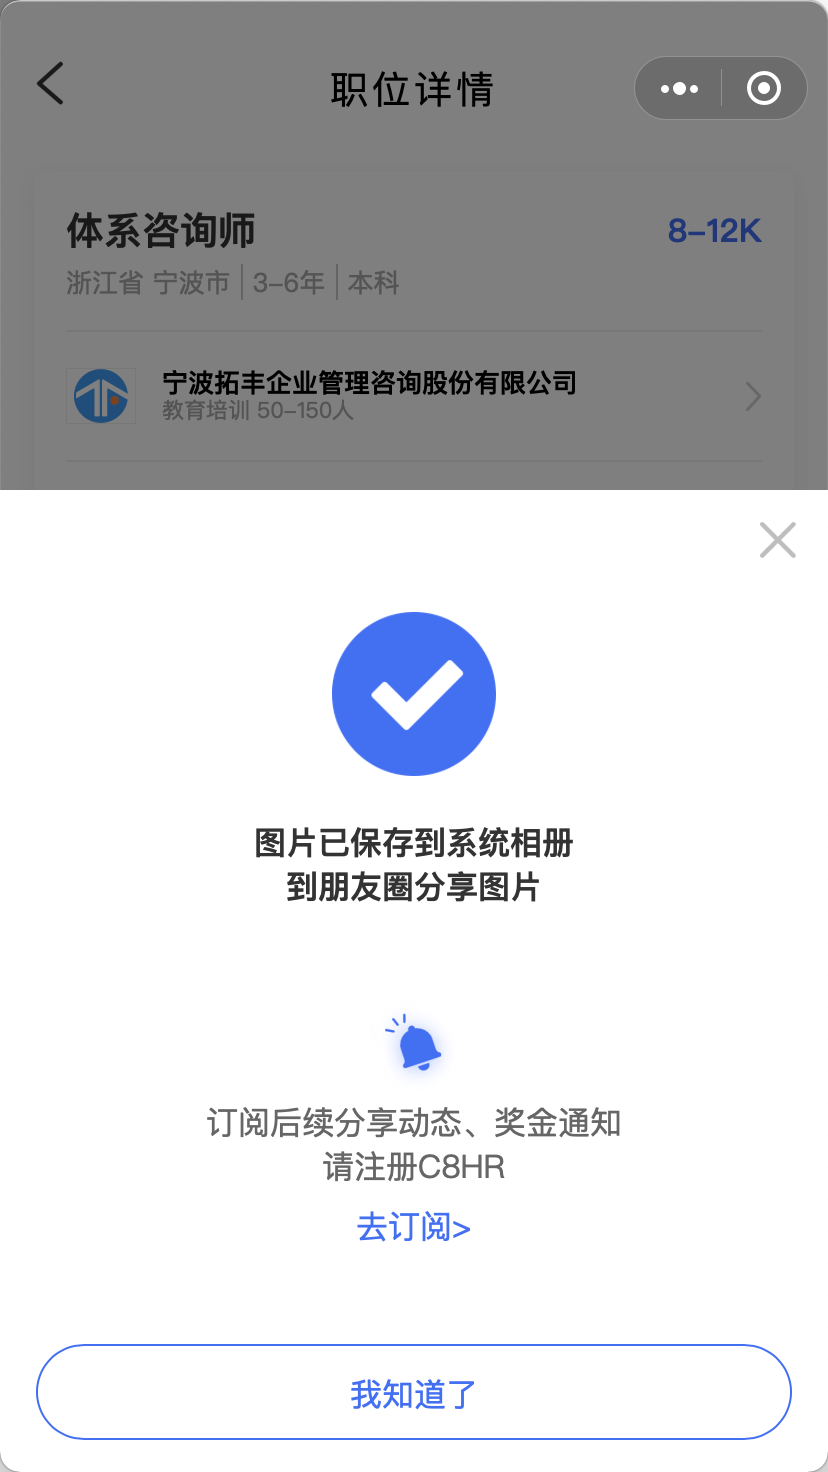 职位详情
体系咨询师
8-12K
浙江省 宁波市 | 3-6年 | 本科
宁波拓丰企业管理咨询股份有限公司
教育培训 50-150人
图片已保存到系统相册
到朋友圈分享图片
订阅后续分享动态、奖金通知
请注册C8HR
去订阅>
我知道了